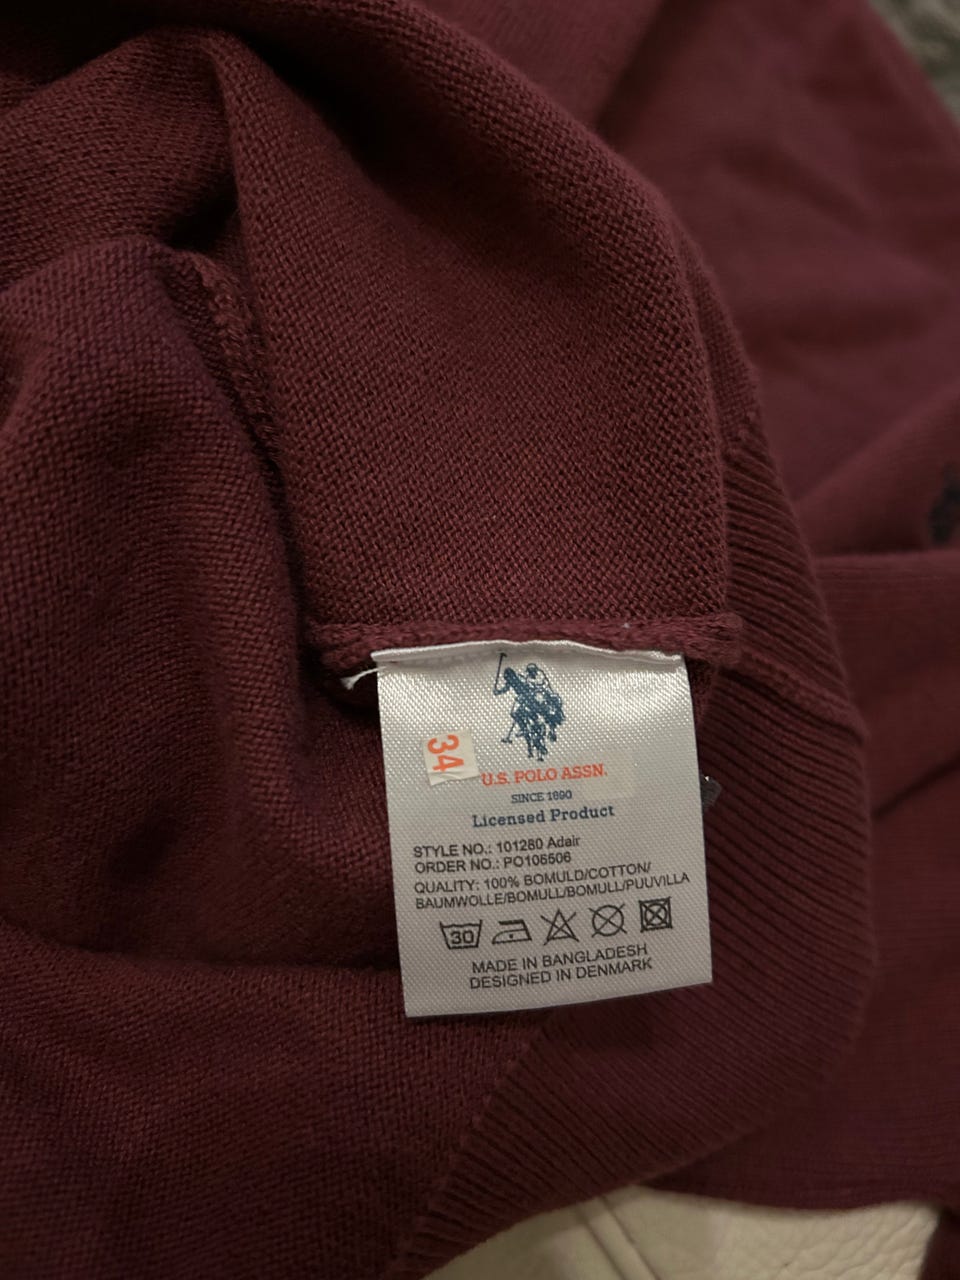 34
U.S. POLO ASSN.
SINCE 1890
Licensed Product
STYLE NO.: 101280 Adair
ORDER NO.: PO106506
QUALITY: 100% BOMULD/COTTON/
BAUMWOLLE/BOMULL/BOMULL/PUUVILLA
30
MADE IN BANGLADESH
DESIGNED IN DENMARK